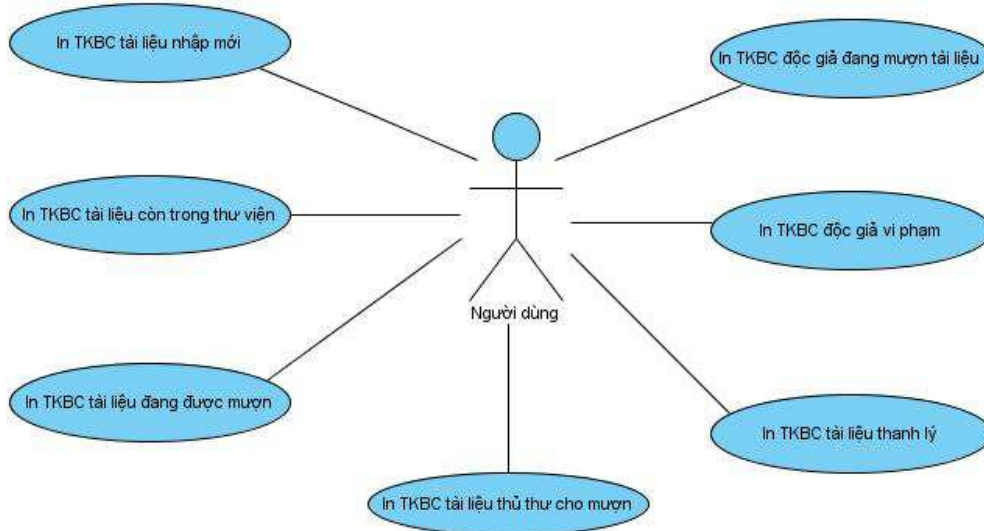 In TKBC tài liệu nhập mới
In TKBC độc giả đang mượn tài liệu
In TKBC tài liệu còn trong thư viện
In TKBC độc giả vi phạm
Người dùng
In TKBC tài liệu đang được mượn
In TKBC tài liệu thanh lý
In TKBC tài liệu thủ thư cho mượn